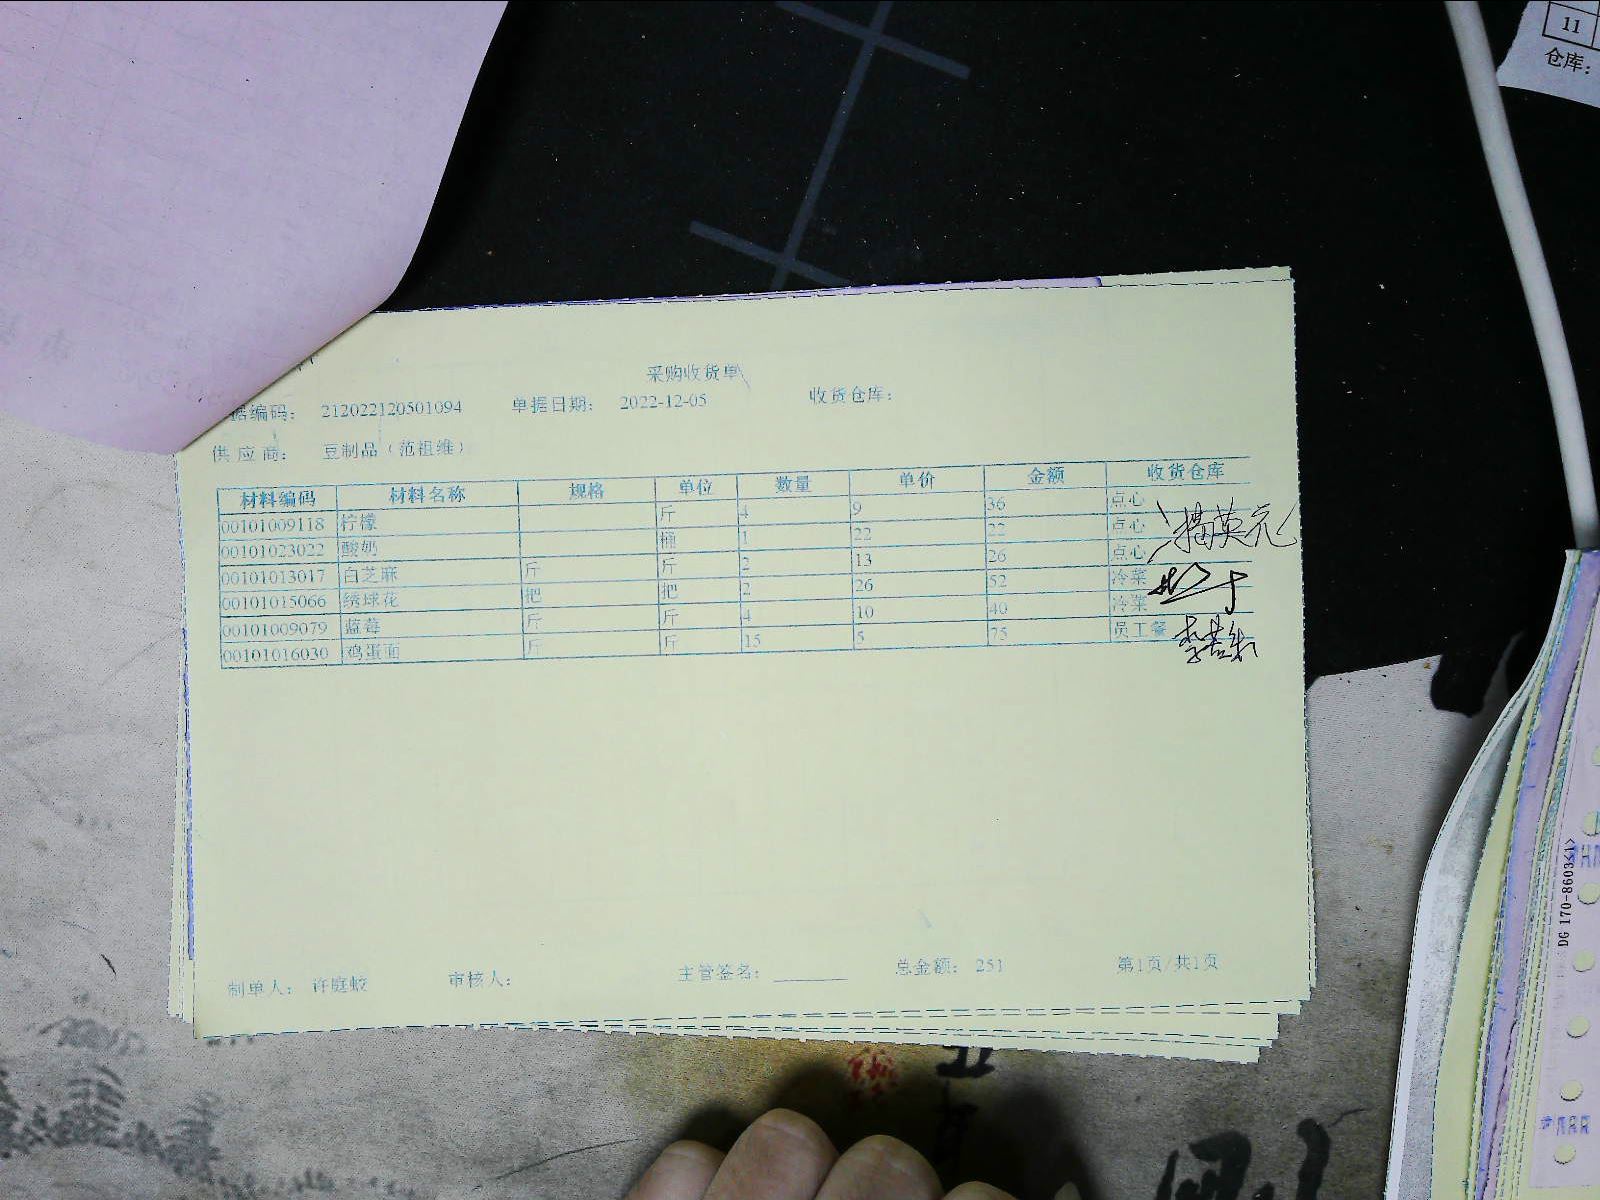 11
仓库：
采购收货单
据编码： 212022120501094 单据日期： 2022-12-05 收货仓库：
供应商： 豆制品（范祖维）
材料编码 材料名称 规格 单位 数量 单价 金额 收货仓库
00101009118 柠檬 斤 4 9 36 点心
00101023022 酸奶 桶 1 22 22 点心
00101013017 白芝麻 斤 斤 2 13 26 点心
00101015066 绣球花 把 把 2 26 52 冷菜
00101009079 蓝莓 斤 斤 4 10 40 冷菜
00101016030 鸡蛋面 斤 斤 15 5 75 员工餐
制单人： 许庭蛟 审核人： 主管签名： 总金额： 251 第1页/共1页
DG 170-8603<1>